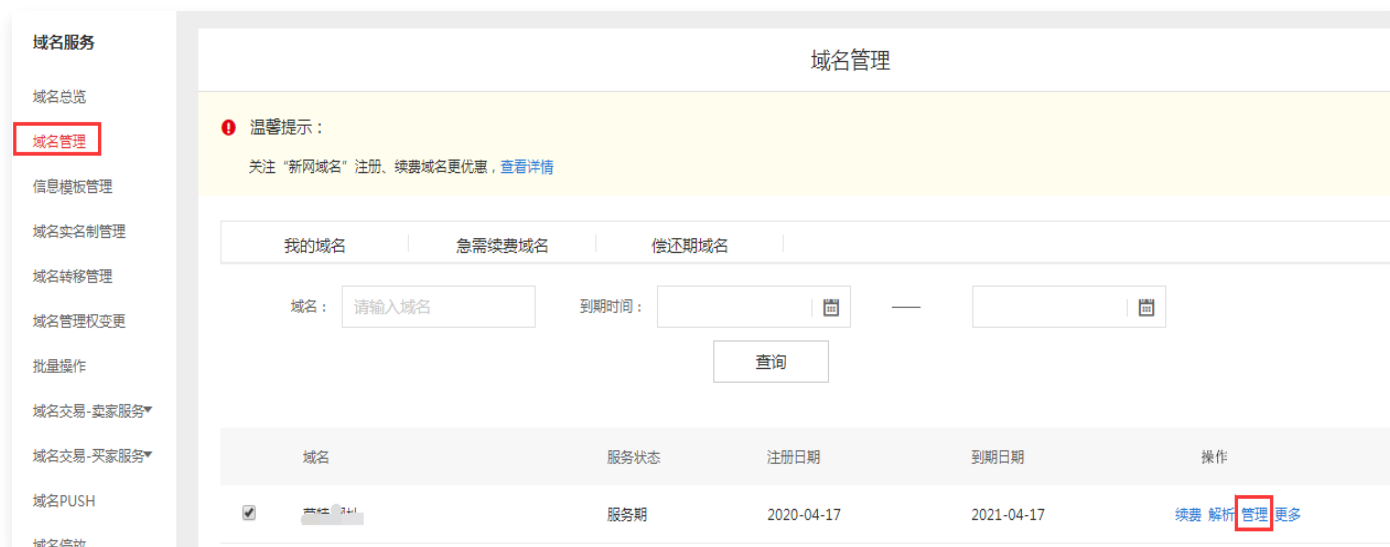 域名服务
域名总览
域名管理
信息模板管理
域名实名制管理
域名转移管理
域名管理权变更
批量操作
域名交易-卖家服务
域名交易-买家服务
域名PUSH
域名停放
域名管理
温馨提示：
关注“新网域名”注册、续费域名更优惠，查看详情
我的域名 急需续费域名 偿还期域名
域名： 请输入域名 到期时间： ——
查询
域名 服务状态 注册日期 到期日期 操作
服务期 2020-04-17 2021-04-17 续费 解析 管理 更多